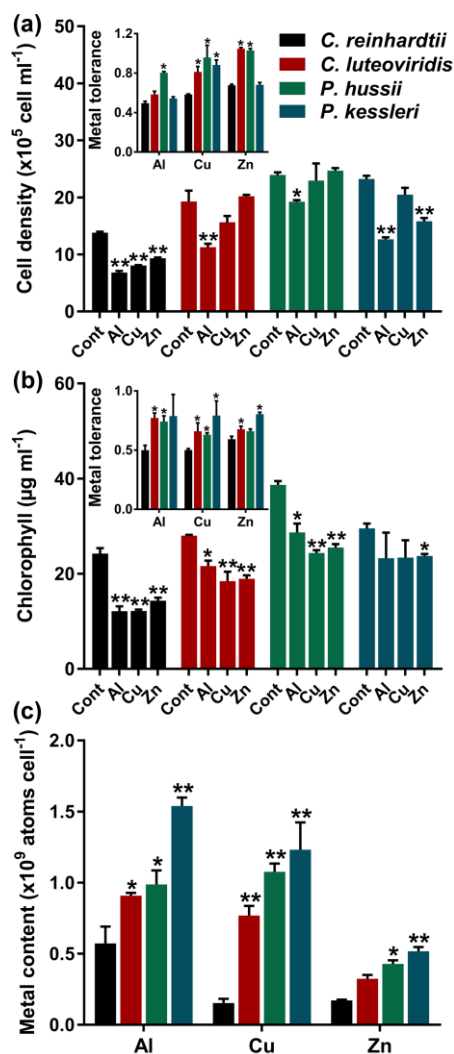 (a)
C. reinhardtii
C. luteoviridis
P. hussii
P. kessleri
Metal tolerance
1.2
0.8
0.4
0.0
Al Cu Zn
* * * * * * *
Cell density (x10⁵ cell ml⁻¹)
50
40
30
20
10
0
** ** ** ** * ** **
Cont Al Cu Zn Cont Al Cu Zn Cont Al Cu Zn Cont Al Cu Zn
(b)
Metal tolerance
1.0
0.5
0.0
Al Cu Zn
* * * * * * *
Chlorophyll (µg ml⁻¹)
60
40
20
0
** ** ** * ** ** * ** ** *
Cont Al Cu Zn Cont Al Cu Zn Cont Al Cu Zn Cont Al Cu Zn
(c)
Metal content (x10⁹ atoms cell⁻¹)
2.0
1.5
1.0
0.5
0.0
* * ** ** ** ** * **
Al Cu Zn